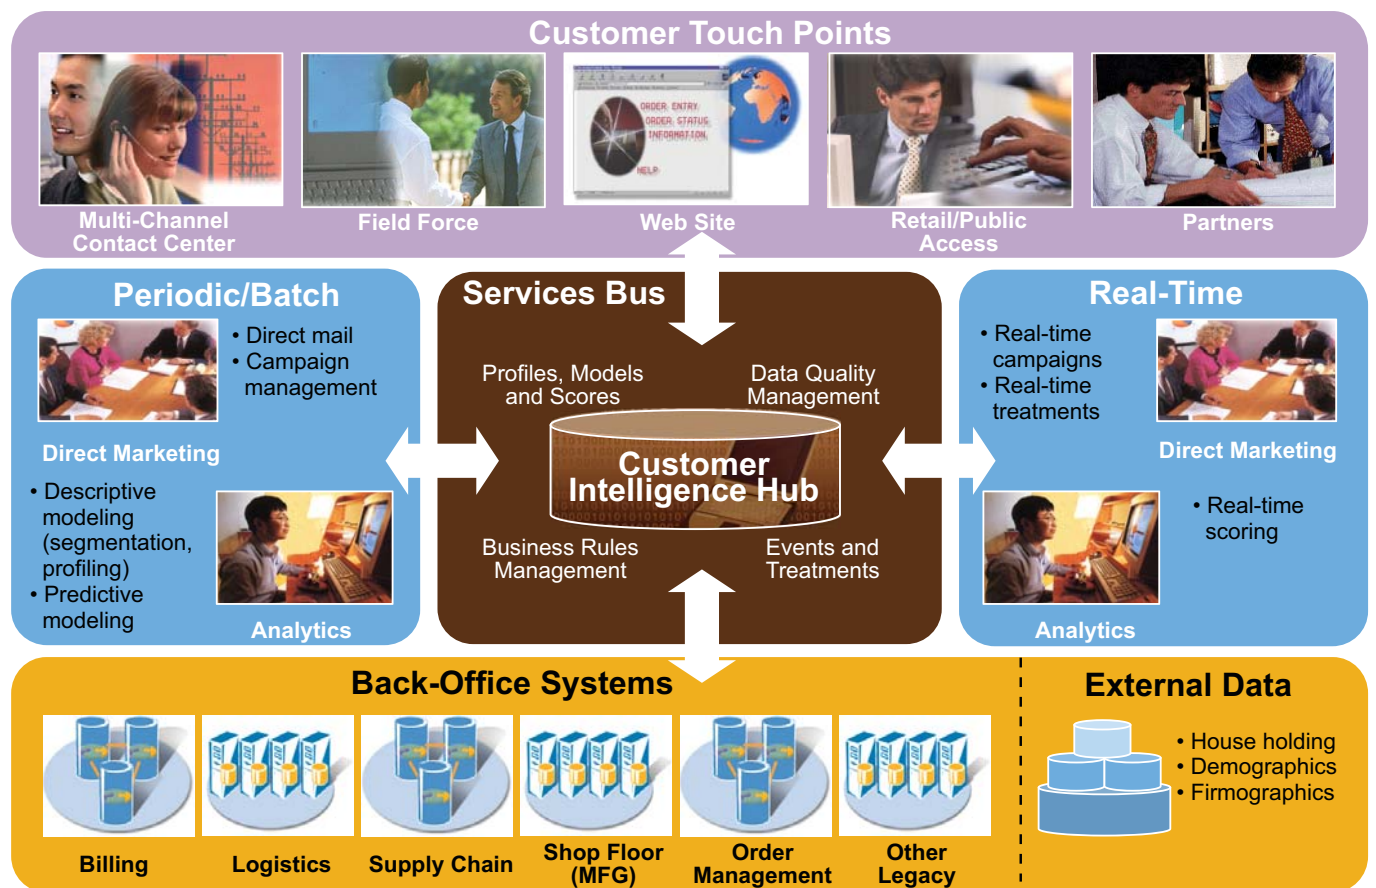 Customer Touch Points
ORDER ENTRY
ORDER STATUS
INFORMATION
HELP
Multi-Channel
Contact Center
Field Force
Web Site
Retail/Public
Access
Partners
Periodic/Batch
• Direct mail
• Campaign
management
Direct Marketing
• Descriptive
modeling
(segmentation,
profiling)
• Predictive
modeling
Analytics
Services Bus
Profiles, Models
and Scores
Data Quality
Management
Customer
Intelligence Hub
Business Rules
Management
Events and
Treatments
Real-Time
• Real-time
campaigns
• Real-time
treatments
Direct Marketing
• Real-time
scoring
Analytics
Back-Office Systems
Billing
Logistics
Supply Chain
Shop Floor
(MFG)
Order
Management
Other
Legacy
External Data
• House holding
• Demographics
• Firmographics